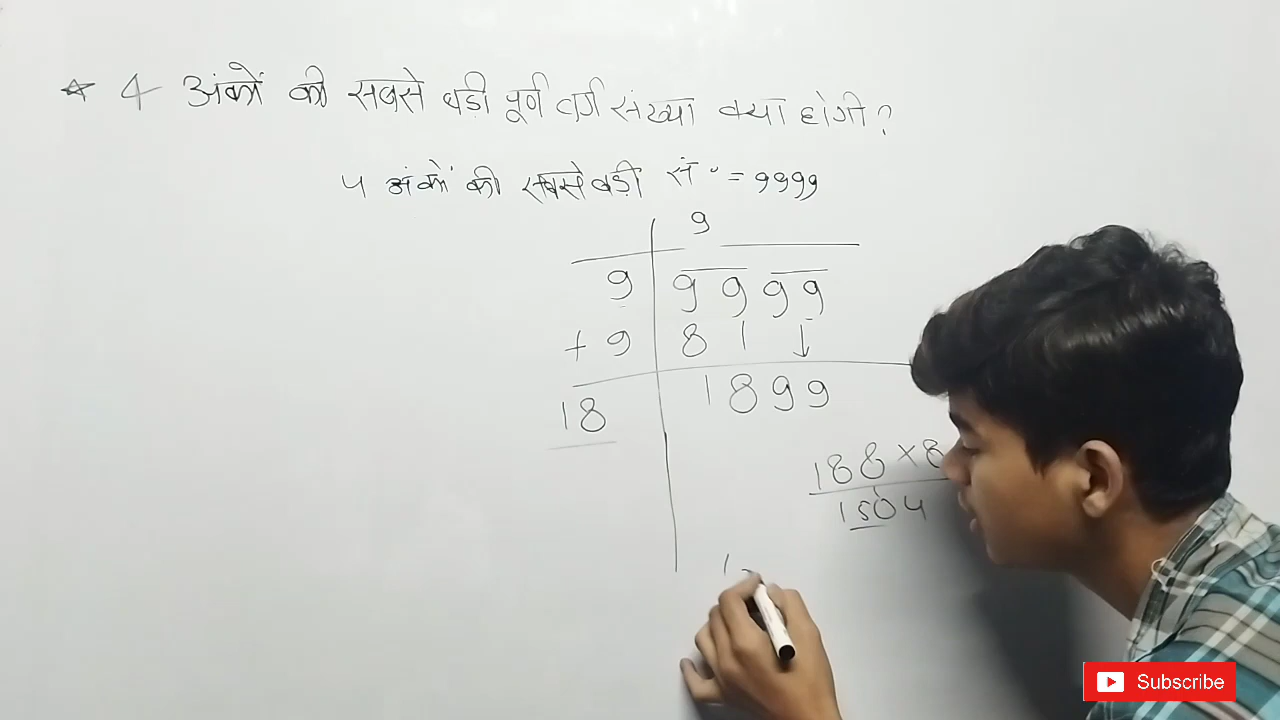 * 4 अंकों की सबसे बड़ी पूर्ण वर्ग संख्या क्या होगी?
4 अंकों की सबसे बड़ी सं॰ = 9999
9
9 9999
+ 9 81 ↓
18 1899
188 × 8
1504
1
Subscribe